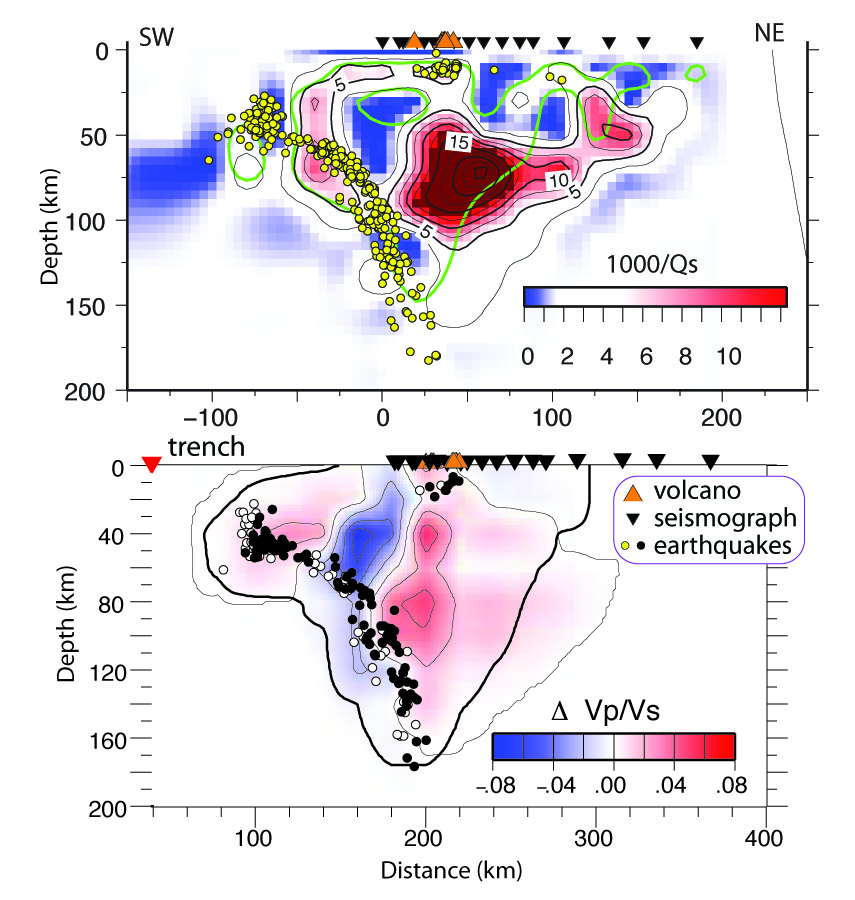 SW
NE
0
50
100
150
200
Depth (km)
5
15
10
5
5
1000/Qs
0 2 4 6 8 10
−100 0 100 200
trench
0
40
80
120
160
200
Depth (km)
volcano
seismograph
earthquakes
Δ Vp/Vs
-.08 -.04 .00 .04 .08
100 200 300 400
Distance (km)